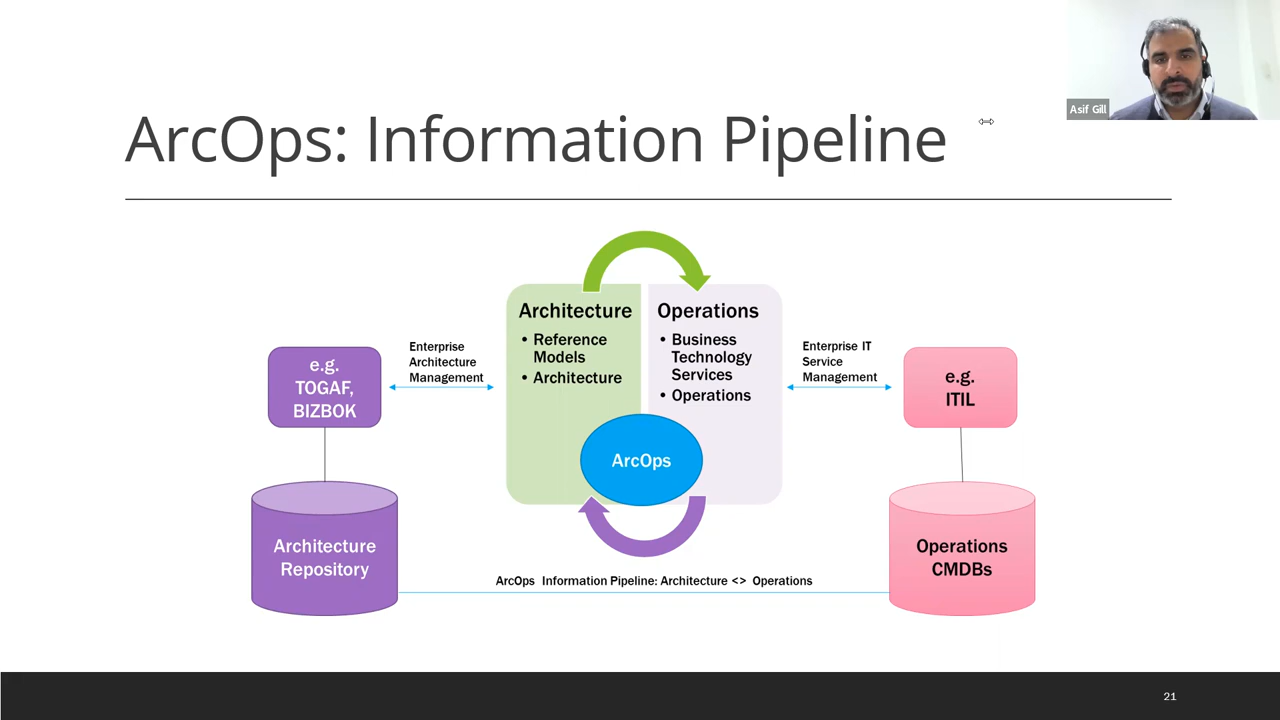 Asif Gill
ArcOps: Information Pipeline
Architecture
• Reference
Models
• Architecture
Operations
• Business
Technology
Services
• Operations
Enterprise
Architecture
Management
Enterprise IT
Service
Management
e.g.
TOGAF,
BIZBOK
e.g.
ITIL
ArcOps
Architecture
Repository
Operations
CMDBs
ArcOps Information Pipeline: Architecture <> Operations
21